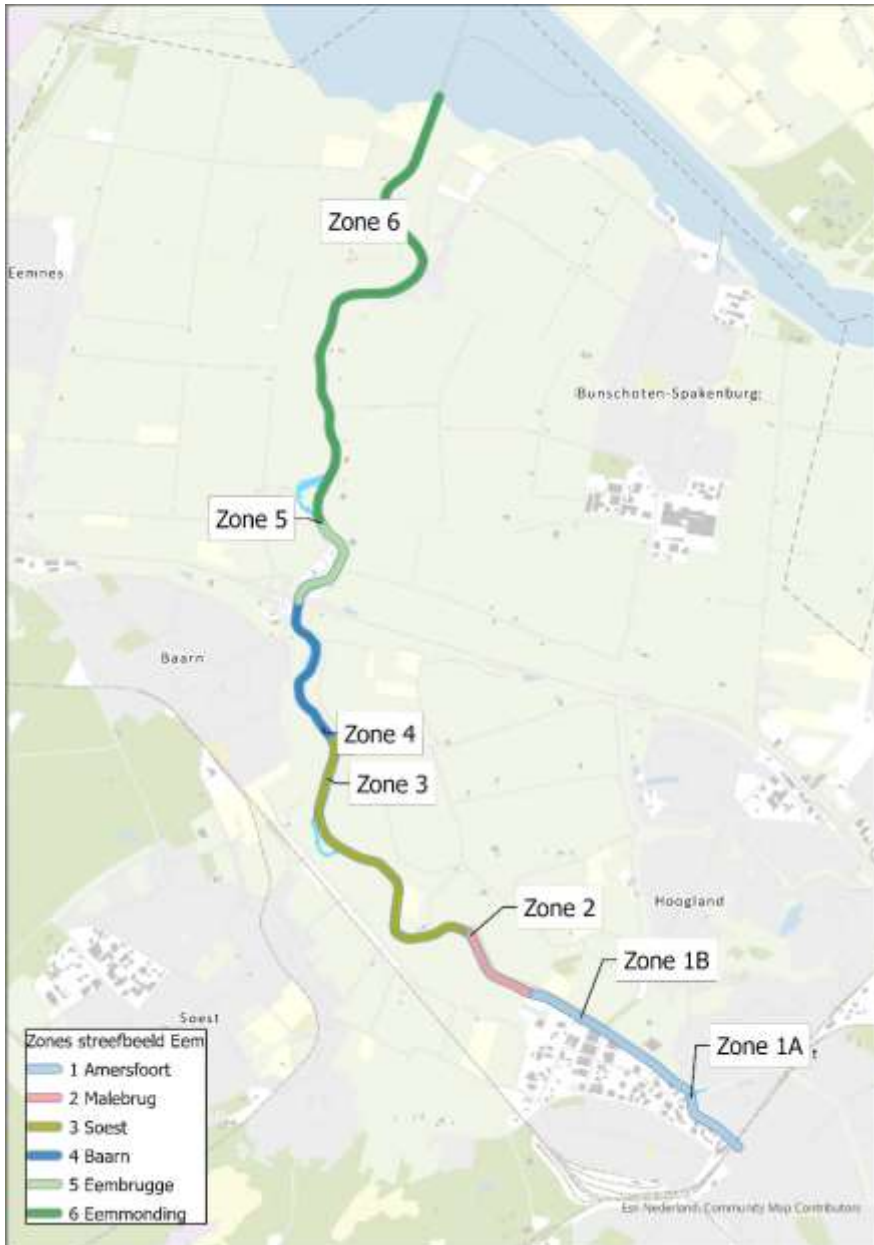 Zone 6
Eemnes
Bunschoten-Spakenburg
Zone 5
Baarn
Zone 4
Zone 3
Zone 2
Hoogland
Zone 1B
Soest
Zone 1A
Zones streefbeeld Eem
1 Amersfoort
2 Malebrug
3 Soest
4 Baarn
5 Eembrugge
6 Eemmonding
Esri Nederland, Community Map Contributors